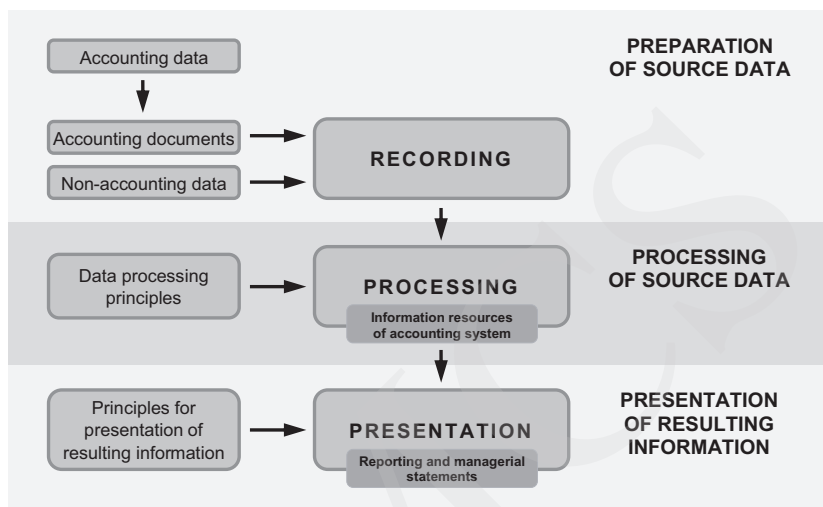 Accounting data
PREPARATION
OF SOURCE DATA
Accounting documents
Non-accounting data
RECORDING
Data processing
principles
PROCESSING
Information resources
of accounting system
PROCESSING
OF SOURCE DATA
Principles for
presentation of
resulting information
PRESENTATION
Reporting and managerial
statements
PRESENTATION
OF RESULTING
INFORMATION